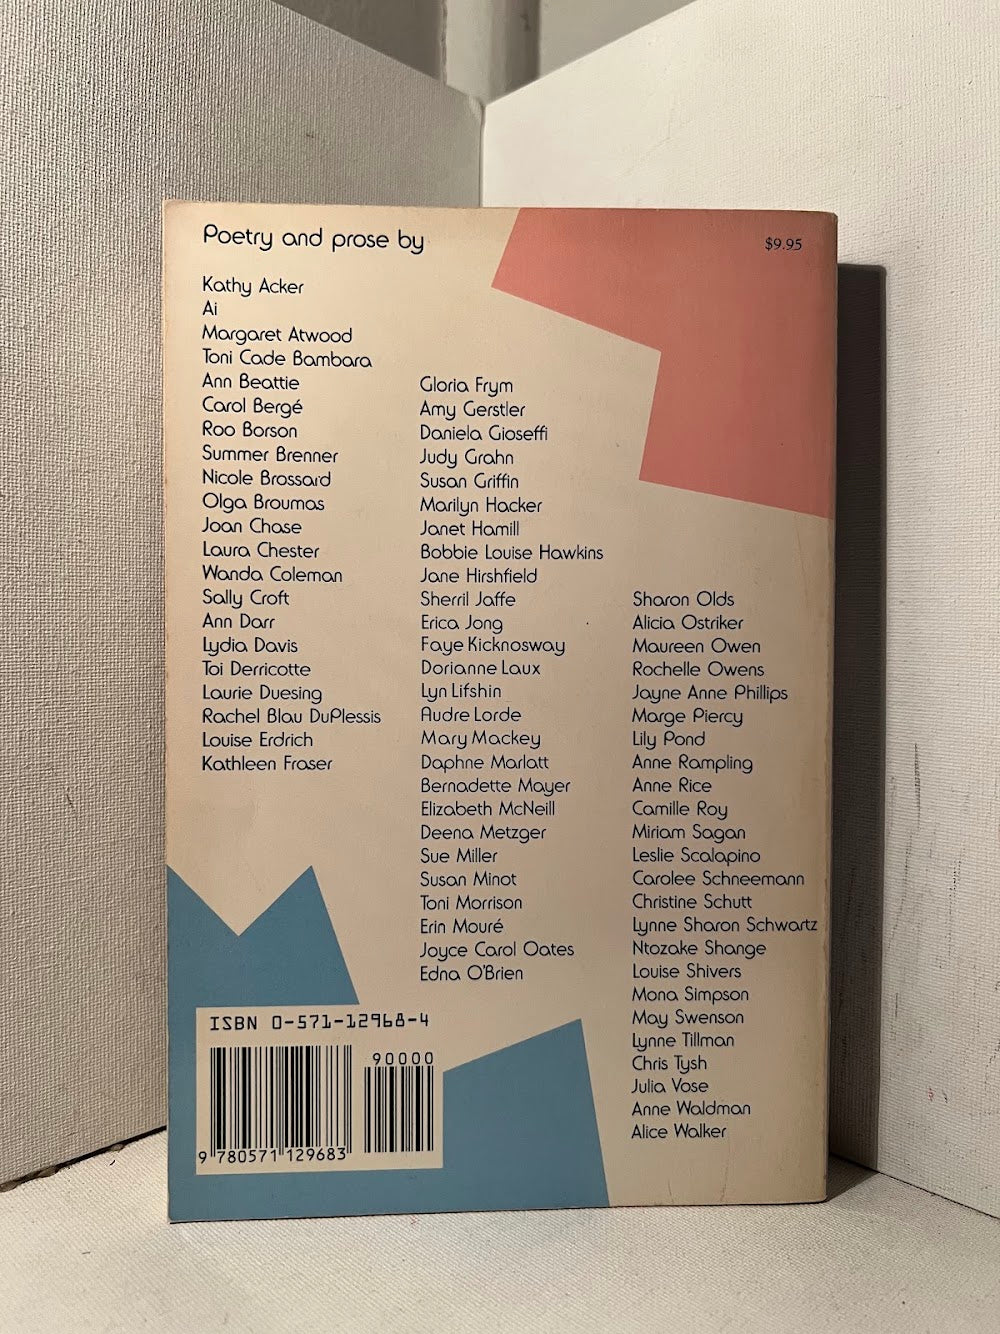 Poetry and prose by
$9.95
Kathy Acker
Ai
Margaret Atwood
Toni Cade Bambara
Ann Beattie
Carol Bergé
Roo Borson
Summer Brenner
Nicole Brossard
Olga Broumas
Joan Chase
Laura Chester
Wanda Coleman
Sally Croft
Ann Darr
Lydia Davis
Toi Derricotte
Laurie Duesing
Rachel Blau DuPlessis
Louise Erdrich
Kathleen Fraser
Gloria Frym
Amy Gerstler
Daniela Gioseffi
Judy Grahn
Susan Griffin
Marilyn Hacker
Janet Hamill
Bobbie Louise Hawkins
Jane Hirshfield
Sherril Jaffe
Erica Jong
Faye Kicknosway
Dorianne Laux
Lyn Lifshin
Audre Lorde
Mary Mackey
Daphne Marlatt
Bernadette Mayer
Elizabeth McNeill
Deena Metzger
Sue Miller
Susan Minot
Toni Morrison
Erin Mouré
Joyce Carol Oates
Edna O'Brien
Sharon Olds
Alicia Ostriker
Maureen Owen
Rochelle Owens
Jayne Anne Phillips
Marge Piercy
Lily Pond
Anne Rampling
Anne Rice
Camille Roy
Miriam Sagan
Leslie Scalapino
Carolee Schneemann
Christine Schutt
Lynne Sharon Schwartz
Ntozake Shange
Louise Shivers
Mona Simpson
May Swenson
Lynne Tillman
Chris Tysh
Julia Vose
Anne Waldman
Alice Walker
ISBN 0-571-12968-4
90000
9 780571 129683